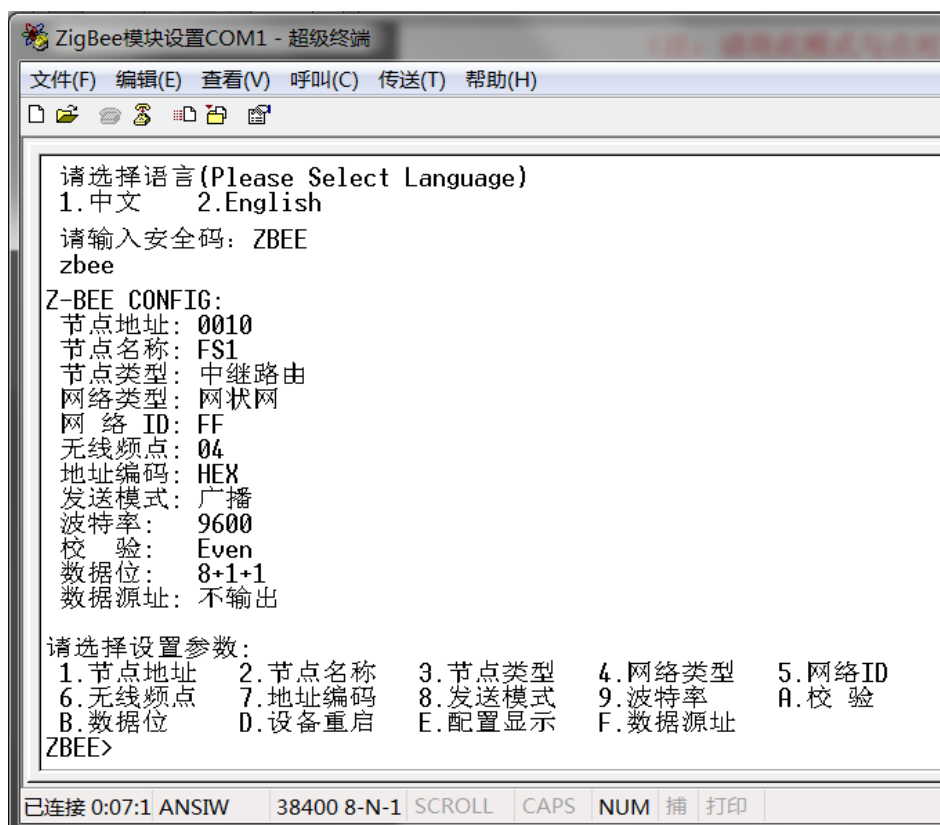 ZigBee模块设置COM1 - 超级终端
文件(F) 编辑(E) 查看(V) 呼叫(C) 传送(T) 帮助(H)
请选择语言(Please Select Language)
1.中文 2.English
请输入安全码: ZBEE
zbee
Z-BEE CONFIG:
节点地址: 0010
节点名称: FS1
节点类型: 中继路由
网络类型: 网状网
网 络 ID: FF
无线频点: 04
地址编码: HEX
发送模式: 广播
波特率: 9600
校 验: Even
数据位: 8+1+1
数据源址: 不输出
请选择设置参数:
1.节点地址 2.节点名称 3.节点类型 4.网络类型 5.网络ID
6.无线频点 7.地址编码 8.发送模式 9.波特率 A.校 验
B.数据位 D.设备重启 E.配置显示 F.数据源址
ZBEE>
已连接 0:07:1 ANSIW 38400 8-N-1 SCROLL CAPS NUM 捕 打印